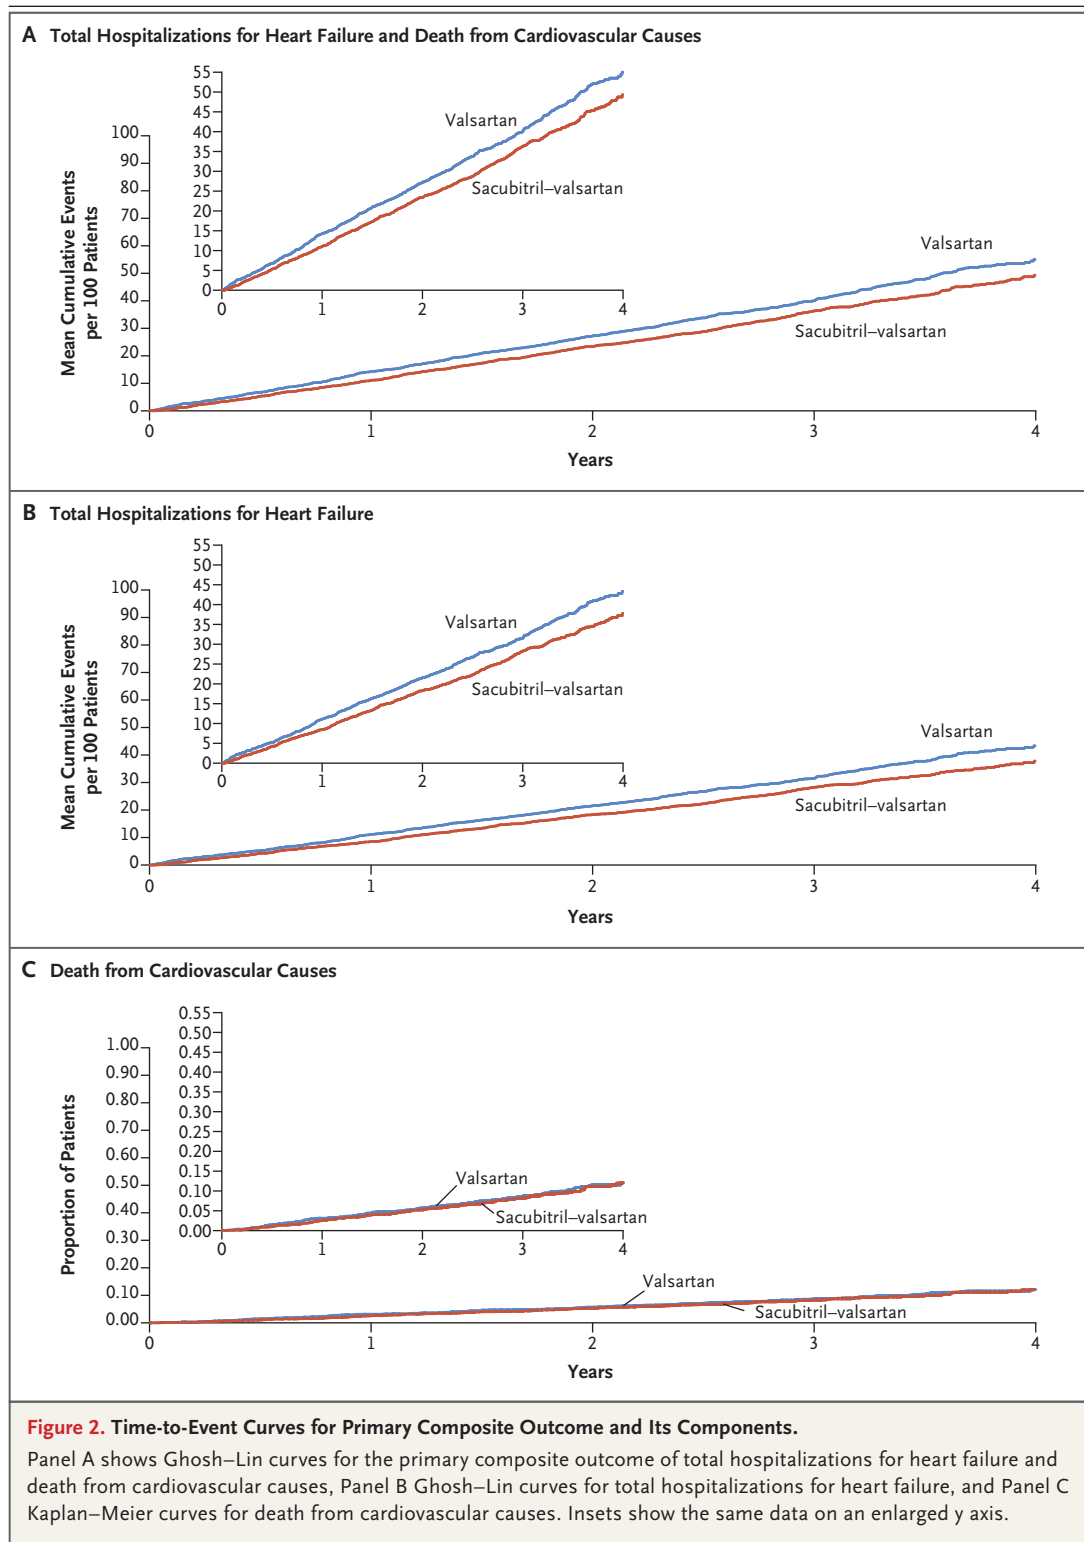 A Total Hospitalizations for Heart Failure and Death from Cardiovascular Causes
55
50
45
40
35
30
25
20
15
10
5
0
0 1 2 3 4
Valsartan
Sacubitril–valsartan
Mean Cumulative Events
per 100 Patients
100
90
80
70
60
50
40
30
20
10
0
Valsartan
Sacubitril–valsartan
0 1 2 3 4
Years
B Total Hospitalizations for Heart Failure
55
50
45
40
35
30
25
20
15
10
5
0
0 1 2 3 4
Valsartan
Sacubitril–valsartan
Mean Cumulative Events
per 100 Patients
100
90
80
70
60
50
40
30
20
10
0
Valsartan
Sacubitril–valsartan
0 1 2 3 4
Years
C Death from Cardiovascular Causes
0.55
0.50
0.45
0.40
0.35
0.30
0.25
0.20
0.15
0.10
0.05
0.00
0 1 2 3 4
Valsartan
Sacubitril–valsartan
Proportion of Patients
1.00
0.90
0.80
0.70
0.60
0.50
0.40
0.30
0.20
0.10
0.00
Valsartan
Sacubitril–valsartan
0 1 2 3 4
Years
Figure 2. Time-to-Event Curves for Primary Composite Outcome and Its Components.
Panel A shows Ghosh–Lin curves for the primary composite outcome of total hospitalizations for heart failure and
death from cardiovascular causes, Panel B Ghosh–Lin curves for total hospitalizations for heart failure, and Panel C
Kaplan–Meier curves for death from cardiovascular causes. Insets show the same data on an enlarged y axis.